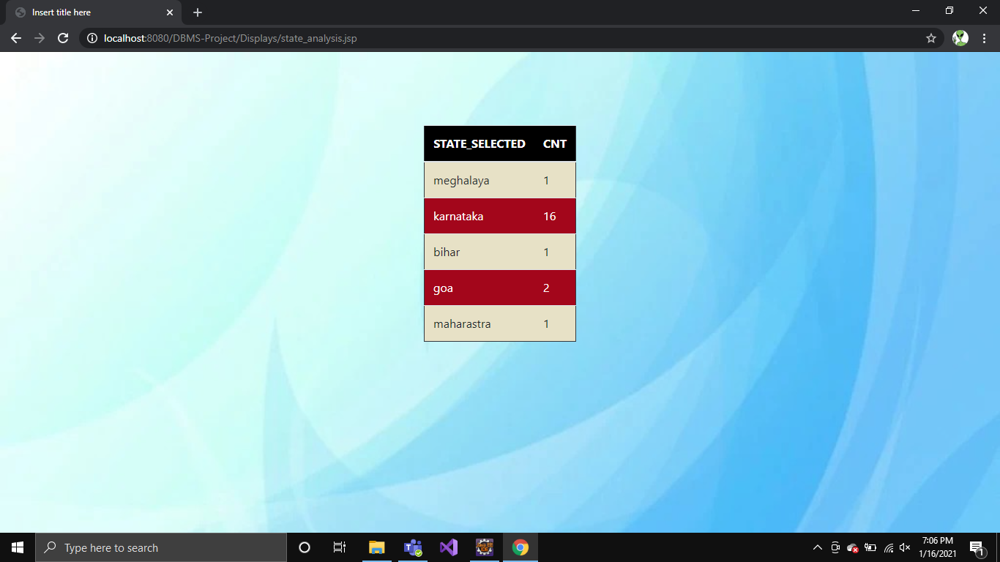 Insert title here
localhost:8080/DBMS-Project/Displays/state_analysis.jsp
STATE_SELECTED CNT
meghalaya 1
karnataka 16
bihar 1
goa 2
maharastra 1
Type here to search
7:06 PM
1/16/2021
1